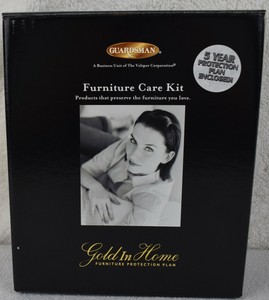 GUARDSMAN®
A Business Unit of The Valspar Corporation®
5 YEAR
PROTECTION
PLAN
ENCLOSED!
Furniture Care Kit
Products that preserve the furniture you love.
Gold In Home
FURNITURE PROTECTION PLAN